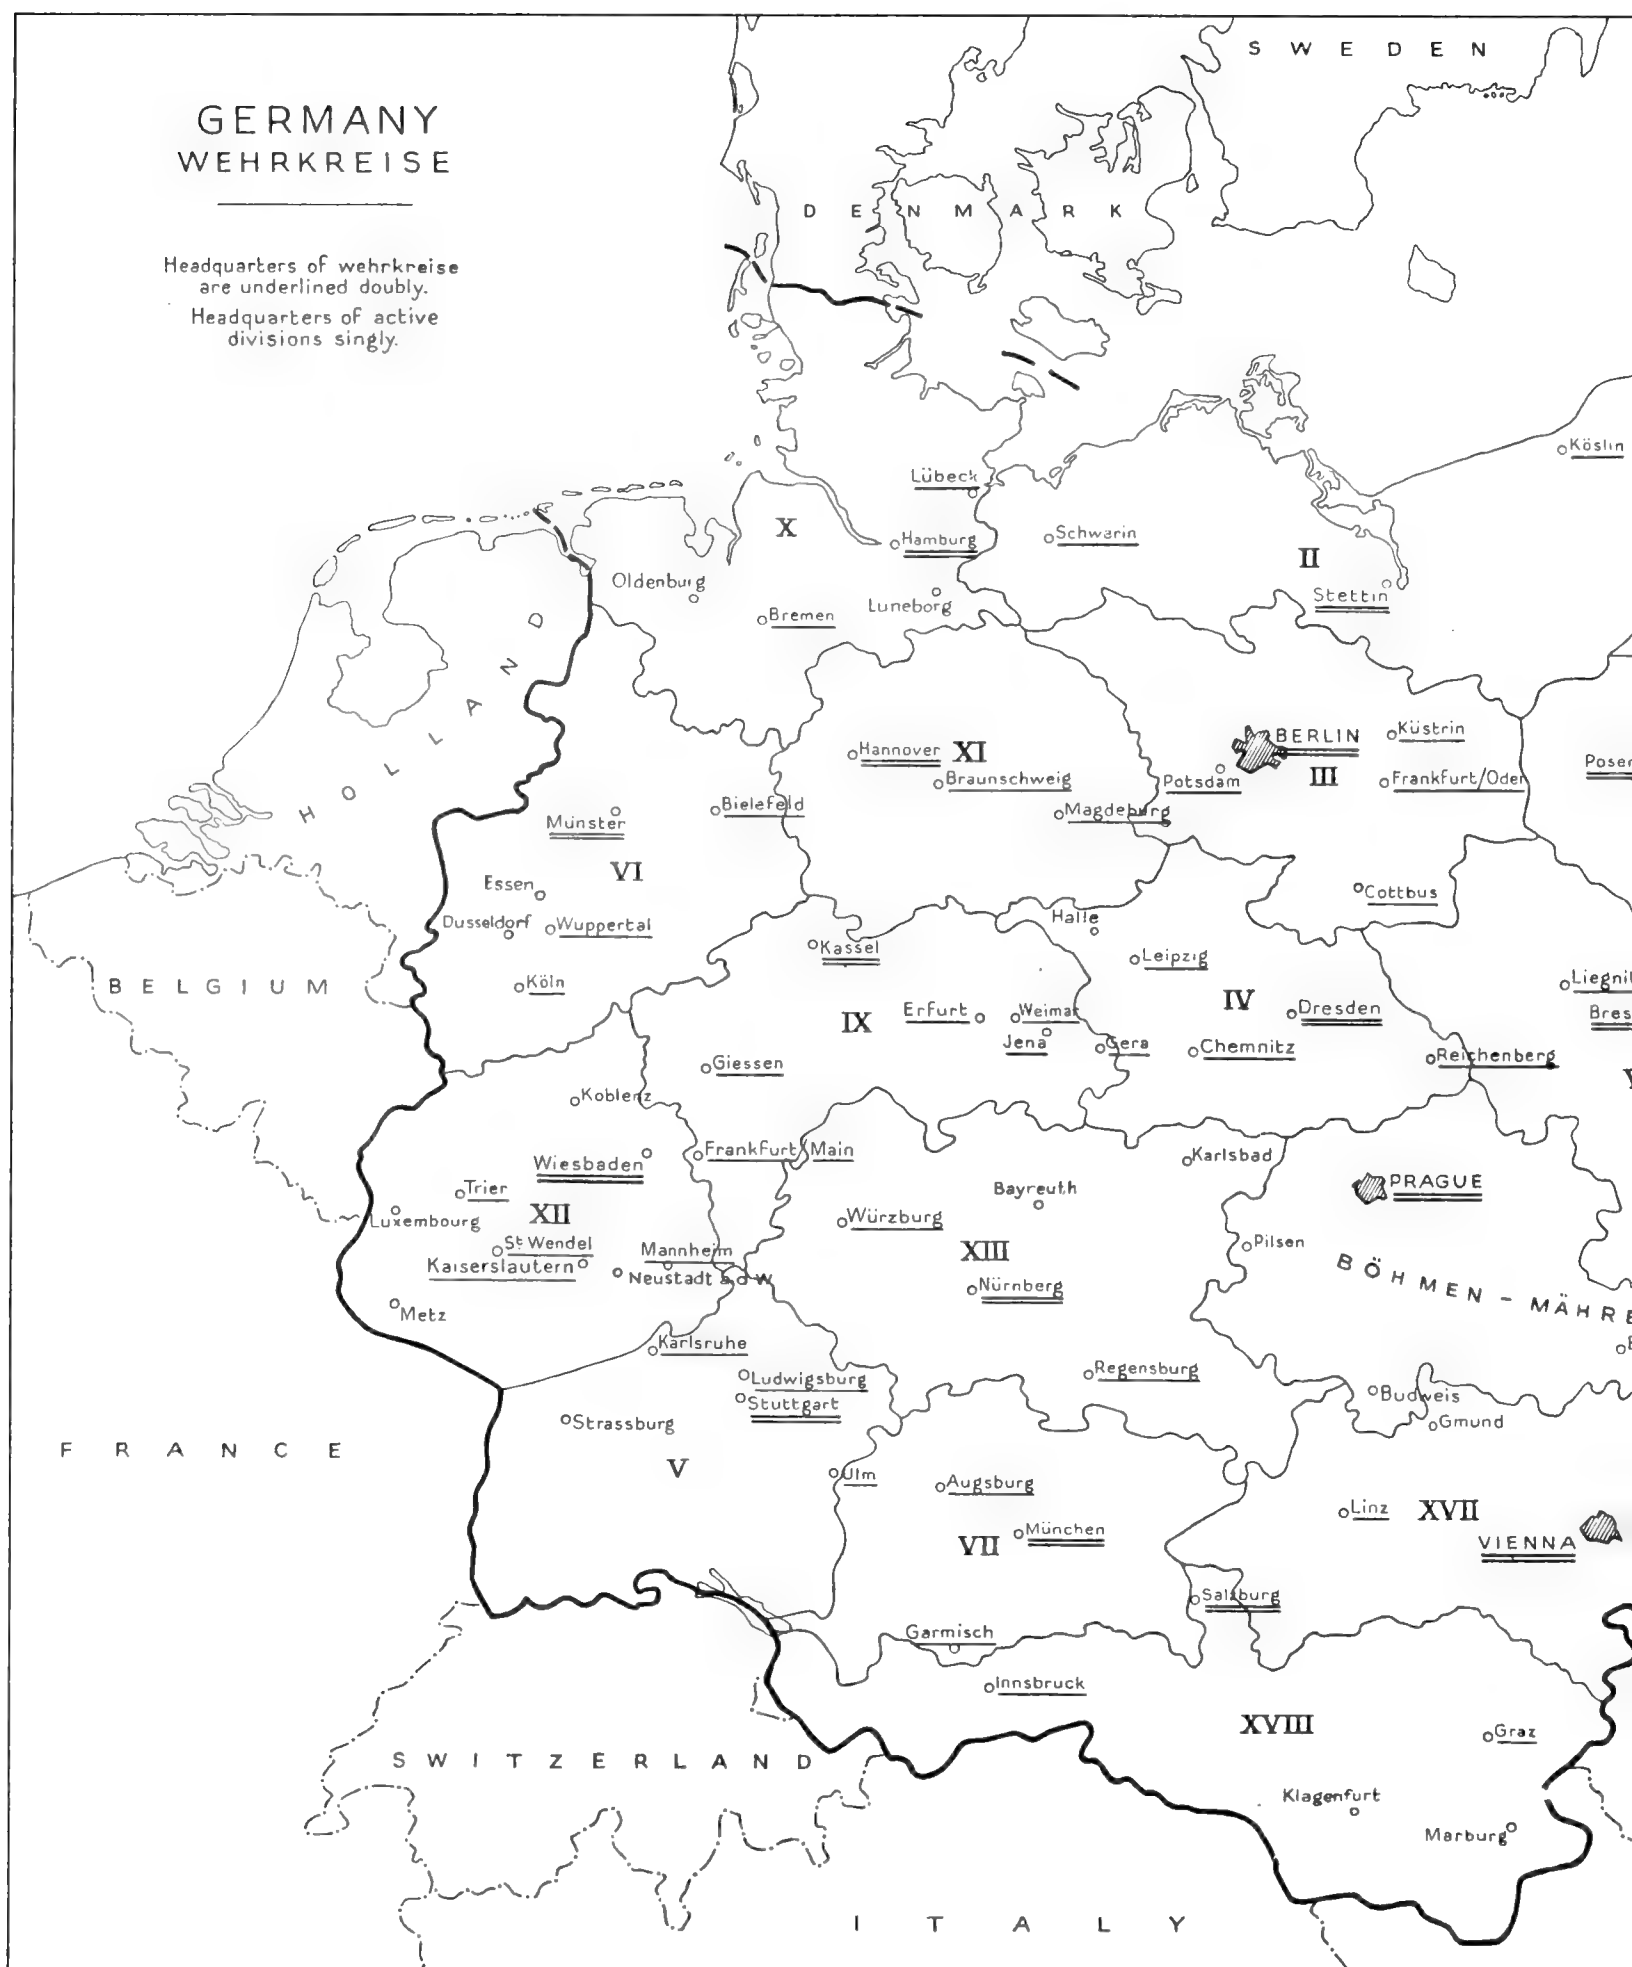 SWEDEN
GERMANY
WEHRKREISE
DENMARK
Headquarters of wehrkreise
are underlined doubly.
Headquarters of active
divisions singly.
Köslin
Lübeck
X
Hamburg
Schwerin
II
Oldenburg
Stettin
Luneborg
Bremen
HOLLAND
BERLIN
Küstrin
Hannover
XI
III
Braunschweig
Potsdam
Frankfurt/Oder
Bielefeld
Magdeburg
Münster
VI
Essen
Cottbus
Dusseldorf
Wuppertal
Halle
Kassel
Leipzig
BELGIUM
Köln
IV
Erfurt
Weimar
Dresden
IX
Jena
Gera
Chemnitz
Reichenberg
Giessen
Koblenz
Frankfurt/Main
Karlsbad
Wiesbaden
PRAGUE
Trier
Bayreuth
Luxembourg
XII
Würzburg
St Wendel
Mannheim
XIII
Pilsen
Kaiserslautern
Neustadt a d W
BÖHMEN - MÄHRE
Nürnberg
Metz
Karlsruhe
Ludwigsburg
Regensburg
Stuttgart
Budweis
Strassburg
Gmund
FRANCE
V
Ulm
Augsburg
Linz
XVII
VII
München
VIENNA
Salzburg
Garmisch
Innsbruck
XVIII
Graz
SWITZERLAND
Klagenfurt
Marburg
ITALY